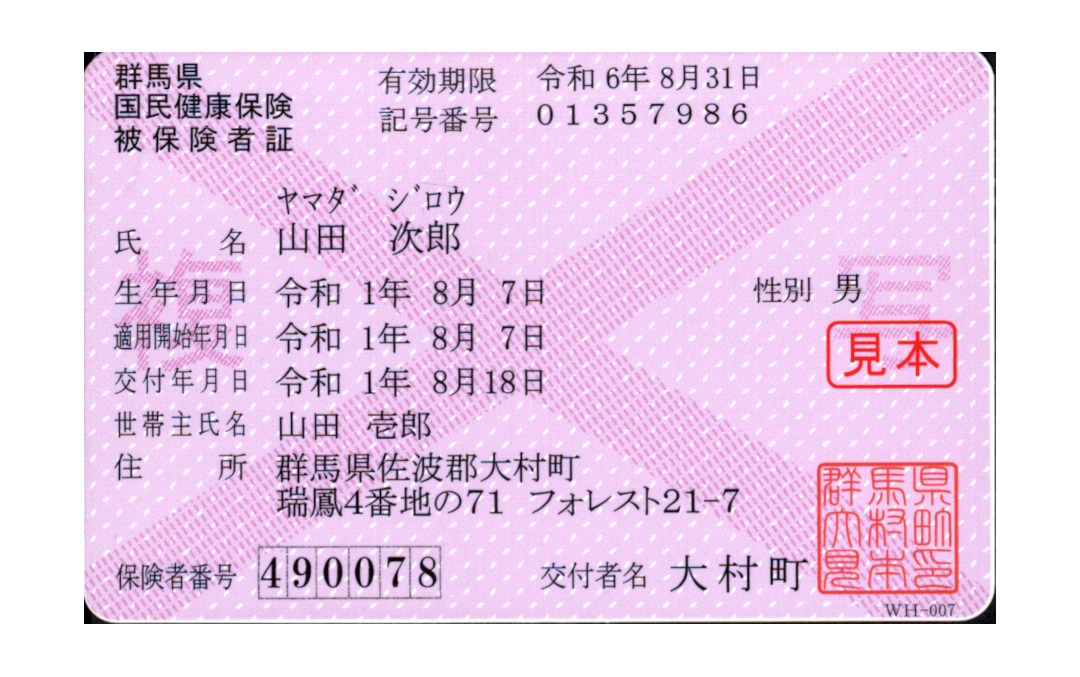 群馬県
国民健康保険
被保険者証
有効期限 令和 6年 8月31日
記号番号 01357986
ヤマダ ジロウ
氏名 山田 次郎
生年月日 令和 1年 8月 7日
性別 男
適用開始年月日 令和 1年 8月 7日
交付年月日 令和 1年 8月18日
世帯主氏名 山田 壱郎
住所 群馬県佐波郡大村町
瑞鳳4番地の71 フォレスト21-7
保険者番号 490078
交付者名 大村町
複写
見本
群馬県
大村町
見本印
WH-007